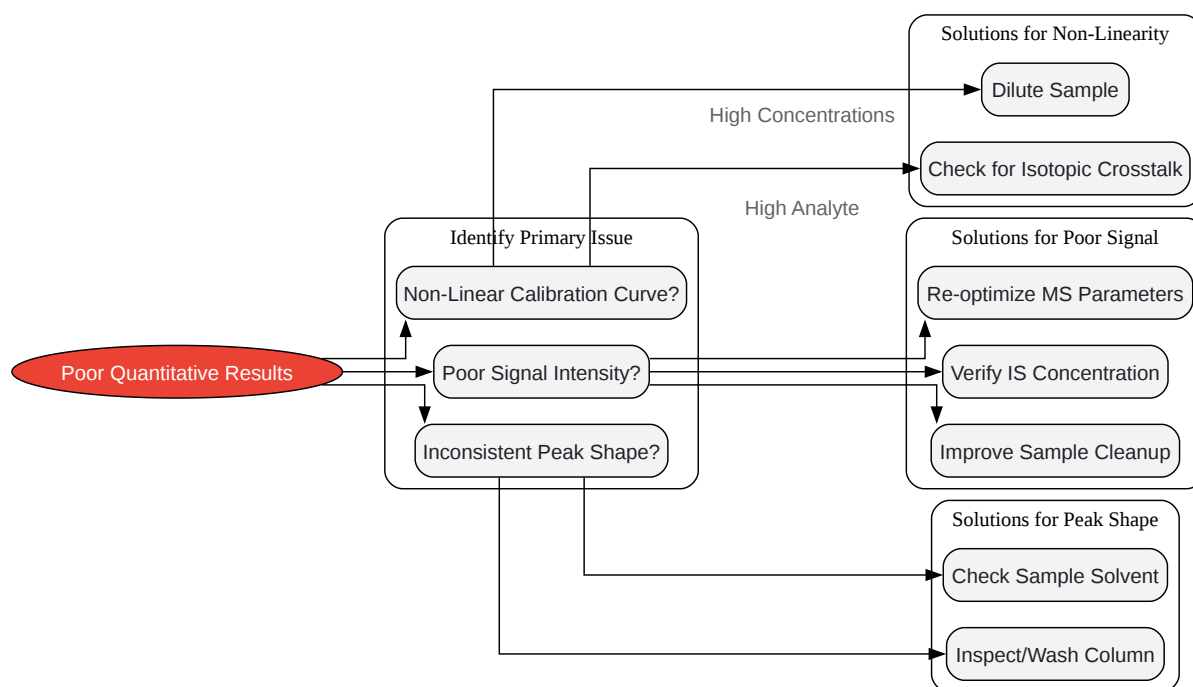 Poor Quantitative Results
Identify Primary Issue
Non-Linear Calibration Curve?
Poor Signal Intensity?
Inconsistent Peak Shape?
High Concentrations
High Analyte
Solutions for Non-Linearity
Dilute Sample
Check for Isotopic Crosstalk
Solutions for Poor Signal
Re-optimize MS Parameters
Verify IS Concentration
Improve Sample Cleanup
Solutions for Peak Shape
Check Sample Solvent
Inspect/Wash Column